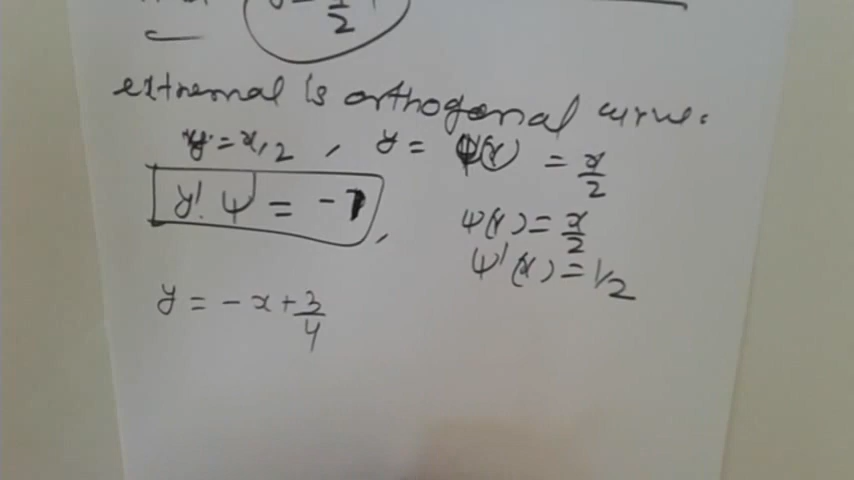 extremal is orthogonal curve.
y = x/2 , y = ψ(x) = x/2
y'. ψ' = -1 , ψ(x) = x/2
ψ'(x) = 1/2
y = -x + 3/4